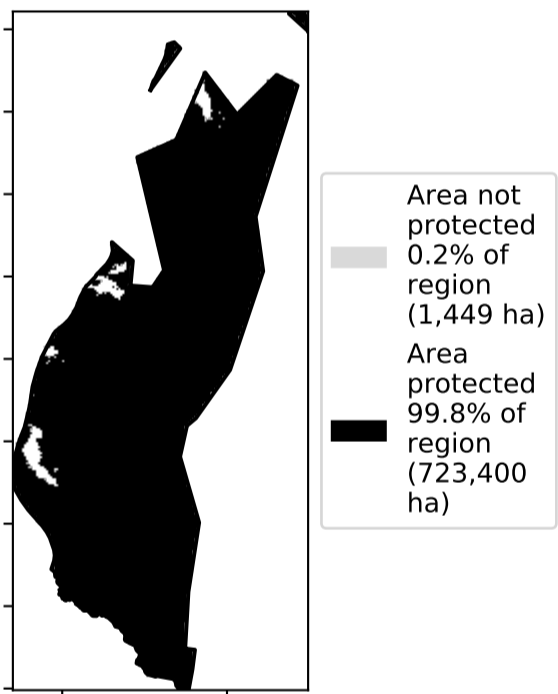 Area not
protected
0.2% of
region
(1,449 ha)
Area
protected
99.8% of
region
(723,400
ha)